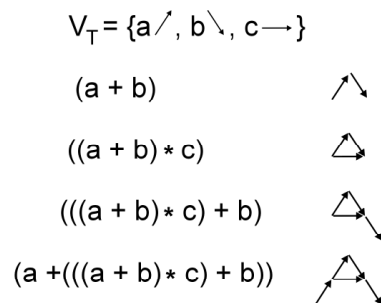 V_T = {a↗, b↘, c→}
(a + b)
((a + b) * c)
(((a + b) * c) + b)
(a +(((a + b) * c) + b))